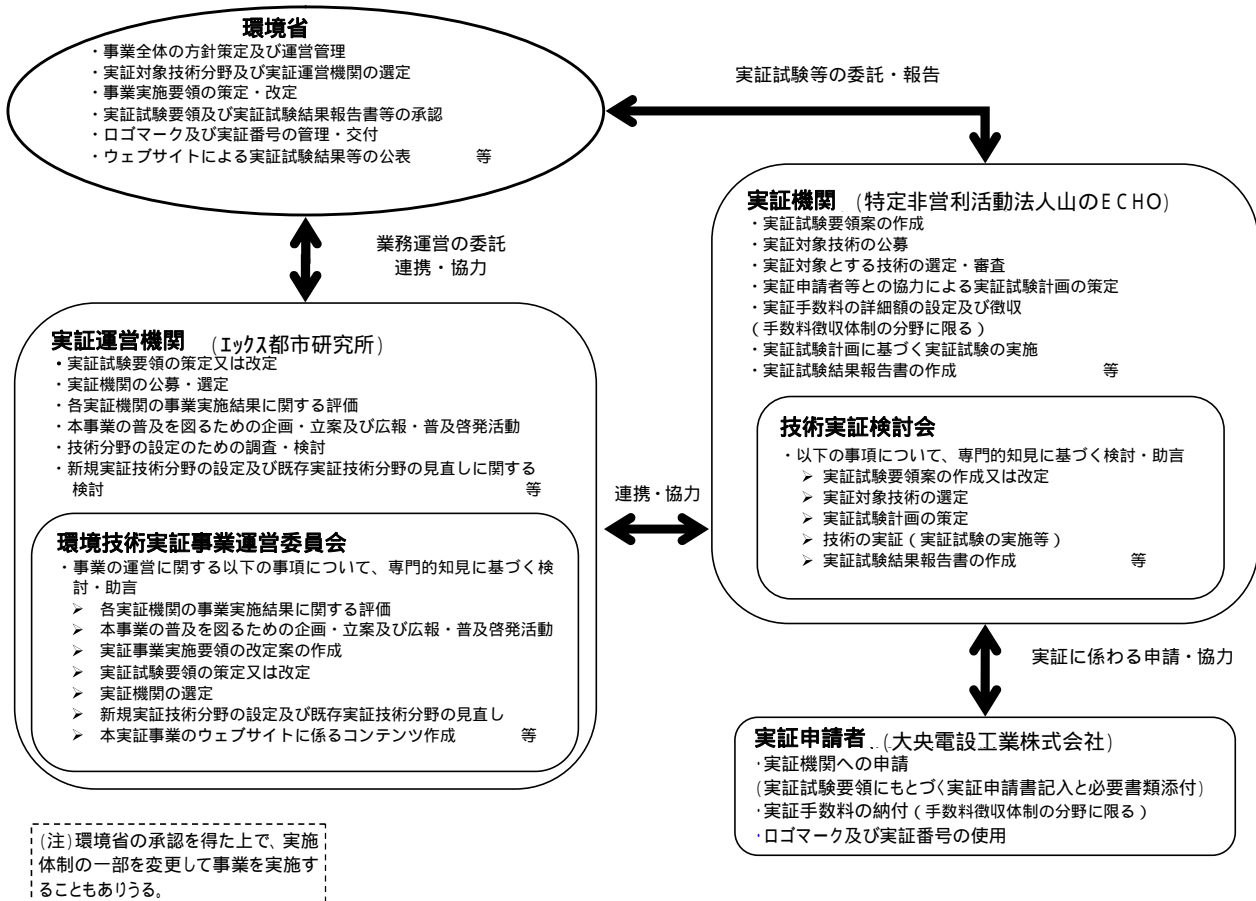 環境省
・事業全体の方針策定及び運営管理
・実証対象技術分野及び実証運営機関の選定
・事業実施要領の策定・改定
・実証試験要領及び実証試験結果報告書等の承認
・ロゴマーク及び実証番号の管理・交付
・ウェブサイトによる実証試験結果等の公表 等
実証試験等の委託・報告
業務運営の委託
連携・協力
実証運営機関 (エックス都市研究所)
・実証試験要領の策定又は改定
・実証機関の公募・選定
・各実証機関の事業実施結果に関する評価
・本事業の普及を図るための企画・立案及び広報・普及啓発活動
・技術分野の設定のための調査・検討
・新規実証技術分野の設定及び既存実証技術分野の見直しに関する
検討 等
環境技術実証事業運営委員会
・事業の運営に関する以下の事項について、専門的知見に基づく検
討・助言
➢ 各実証機関の事業実施結果に関する評価
➢ 本事業の普及を図るための企画・立案及び広報・普及啓発活動
➢ 実証事業実施要領の改定案の作成
➢ 実証試験要領の策定又は改定
➢ 実証機関の選定
➢ 新規実証技術分野の設定及び既存実証技術分野の見直し
➢ 本実証事業のウェブサイトに係るコンテンツ作成 等
連携・協力
実証機関 (特定非営利活動法人山のECHO)
・実証試験要領案の作成
・実証対象技術の公募
・実証対象とする技術の選定・審査
・実証申請者等との協力による実証試験計画の策定
・実証手数料の詳細額の設定及び徴収
(手数料徴収体制の分野に限る)
・実証試験計画に基づく実証試験の実施
・実証試験結果報告書の作成 等
技術実証検討会
・以下の事項について、専門的知見に基づく検討・助言
➢ 実証試験要領案の作成又は改定
➢ 実証対象技術の選定
➢ 実証試験計画の策定
➢ 技術の実証(実証試験の実施等)
➢ 実証試験結果報告書の作成 等
実証に係わる申請・協力
実証申請者‥(大央電設工業株式会社)
・実証機関への申請
(実証試験要領にもとづく実証申請書記入と必要書類添付)
・実証手数料の納付(手数料徴収体制の分野に限る)
・ロゴマーク及び実証番号の使用
(注)環境省の承認を得た上で、実施
体制の一部を変更して事業を実施す
ることもありうる。